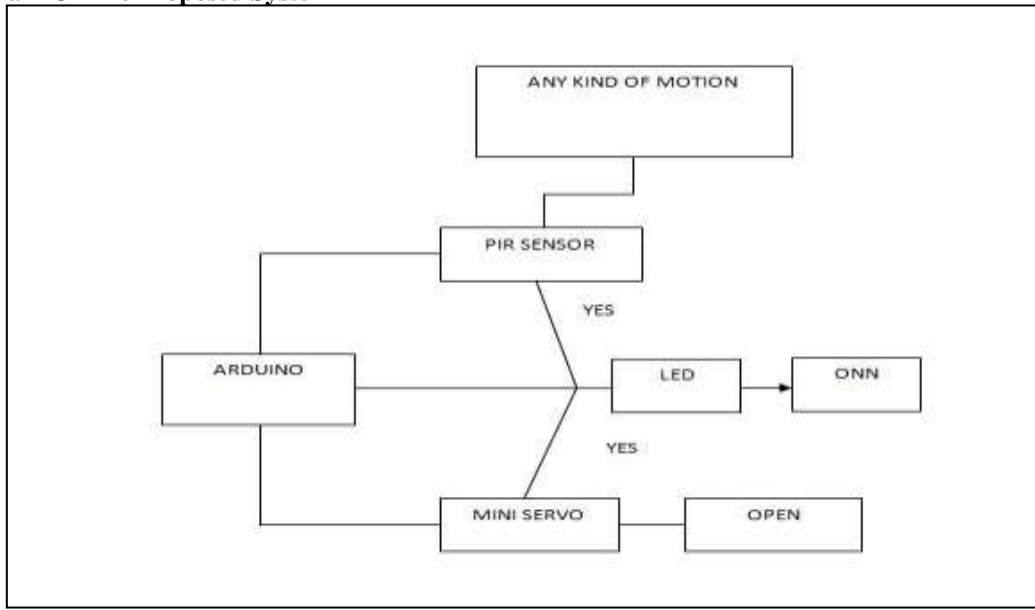 ANY KIND OF MOTION
PIR SENSOR
YES
ARDUINO
LED
ONN
YES
MINI SERVO
OPEN